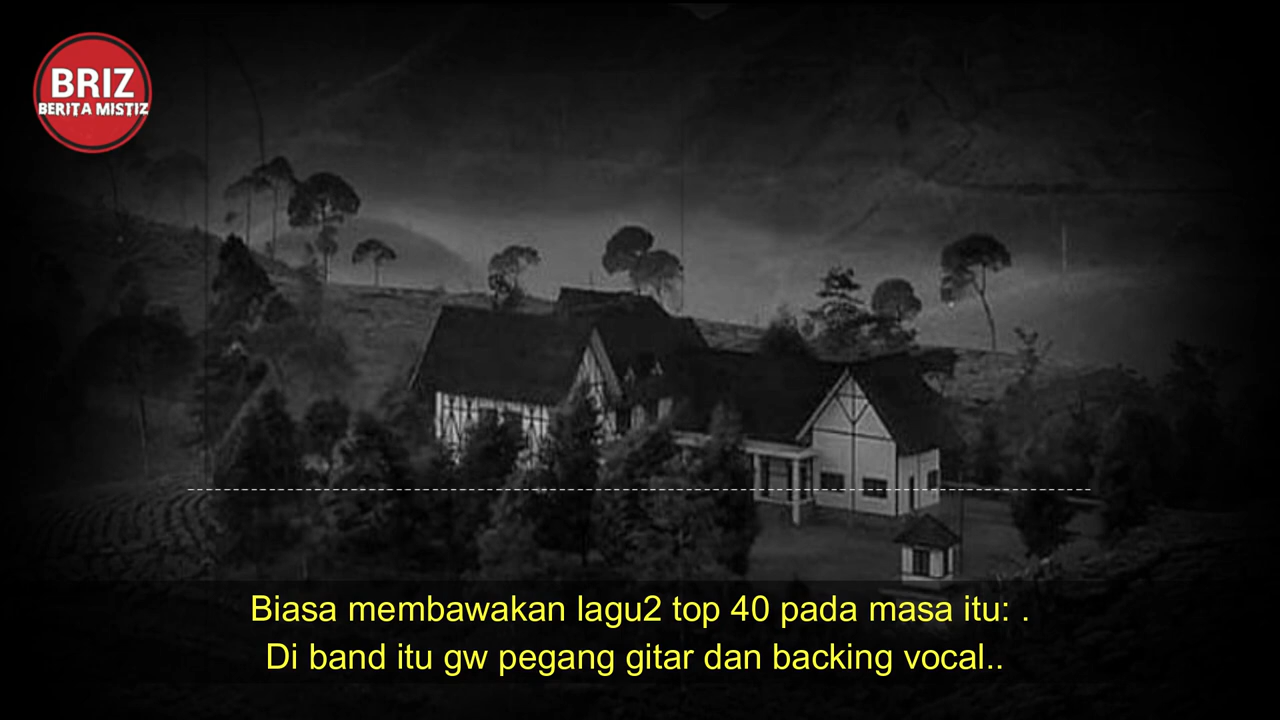 BRIZ
BERITA MISTIZ
Biasa membawakan lagu2 top 40 pada masa itu: .
Di band itu gw pegang gitar dan backing vocal..